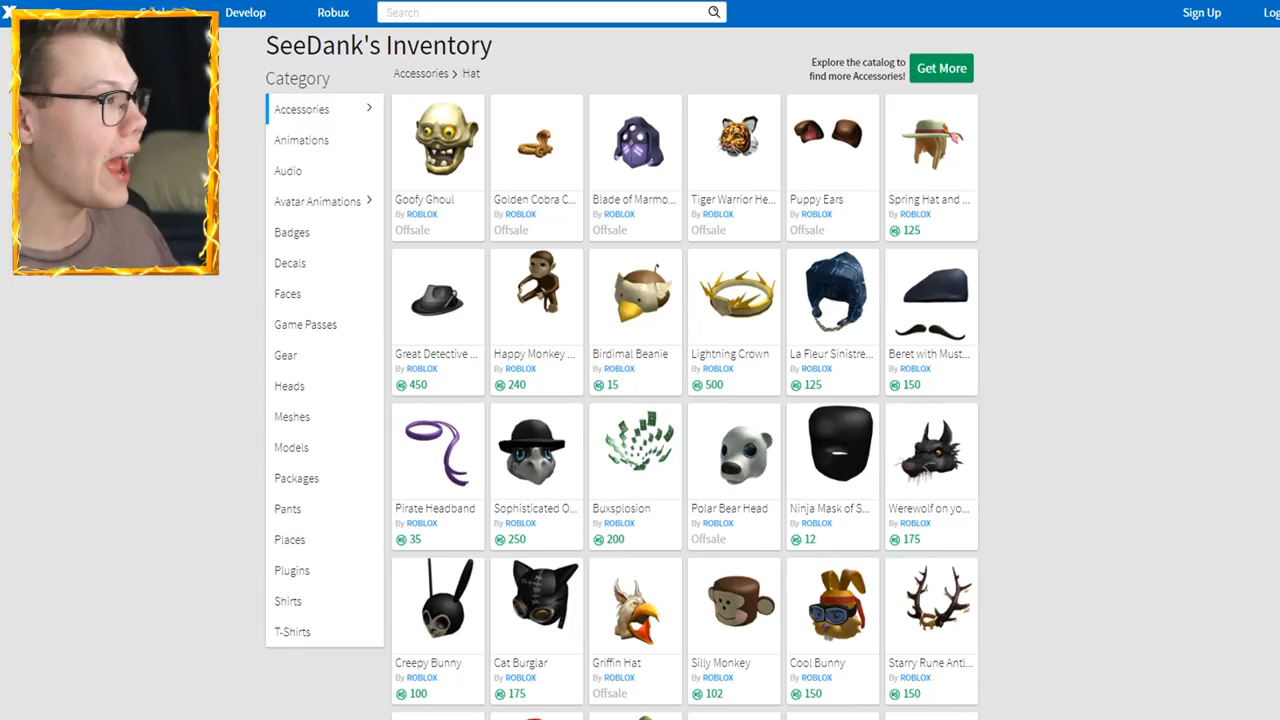 Develop
Robux
Search
Sign Up
SeeDank's Inventory
Category
Accessories > Hat
Explore the catalog to
find more Accessories!
Get More
Accessories
Animations
Audio
Avatar Animations
Badges
Decals
Faces
Game Passes
Gear
Heads
Meshes
Models
Packages
Pants
Places
Plugins
Shirts
T-Shirts
Goofy Ghoul
By ROBLOX
Offsale
Golden Cobra C...
By ROBLOX
Offsale
Blade of Marmo...
By ROBLOX
Offsale
Tiger Warrior He...
By ROBLOX
Offsale
Puppy Ears
By ROBLOX
Offsale
Spring Hat and ...
By ROBLOX
125
Great Detective ...
By ROBLOX
450
Happy Monkey ...
By ROBLOX
240
Birdimal Beanie
By ROBLOX
15
Lightning Crown
By ROBLOX
500
La Fleur Sinistre...
By ROBLOX
125
Beret with Must...
By ROBLOX
150
Pirate Headband
By ROBLOX
35
Sophisticated O...
By ROBLOX
250
Buxsplosion
By ROBLOX
200
Polar Bear Head
By ROBLOX
Offsale
Ninja Mask of S...
By ROBLOX
12
Werewolf on yo...
By ROBLOX
175
Creepy Bunny
By ROBLOX
100
Cat Burglar
By ROBLOX
175
Griffin Hat
By ROBLOX
Offsale
Silly Monkey
By ROBLOX
102
Cool Bunny
By ROBLOX
150
Starry Rune Antl...
By ROBLOX
150